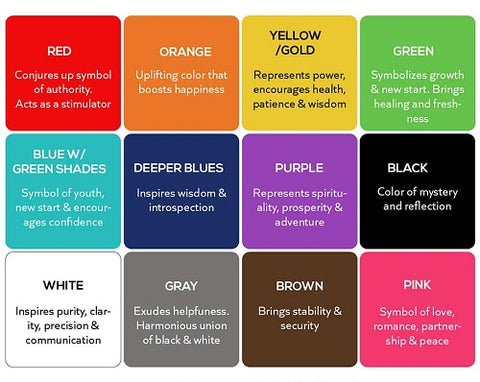 RED
Conjures up symbol
of authority.
Acts as a stimulator
ORANGE
Uplifting color that
boosts happiness
YELLOW
/GOLD
Represents power,
encourages health,
patience & wisdom
GREEN
Symbolizes growth
& new start. Brings
healing and fresh-
ness
BLUE W/
GREEN SHADES
Symbol of youth,
new start & encour-
ages confidence
DEEPER BLUES
Inspires wisdom &
introspection
PURPLE
Represents spiritu-
ality, prosperity &
adventure
BLACK
Color of mystery
and reflection
WHITE
Inspires purity, clar-
ity, precision &
communication
GRAY
Exudes helpfuness.
Harmonious union
of black & white
BROWN
Brings stability &
security
PINK
Symbol of love,
romance, partner-
ship & peace